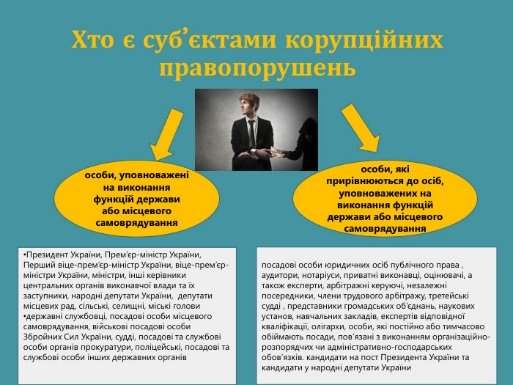 Хто є суб’єктами корупційних
правопорушень
особи, уповноважені
на виконання
функцій держави
або місцевого
самоврядування
особи, які
прирівнюються до осіб,
уповноважених на
виконання функцій
держави або місцевого
самоврядування
•Президент України, Прем’єр-міністр України,
Перший віце-прем’єр-міністр України, віце-прем’єр-
міністри України, міністри, інші керівники
центральних органів виконавчої влади та їх
заступники, народні депутати України,  депутати
місцевих рад, сільські, селищні, міські голови
•державні службовці, посадові особи місцевого
самоврядування, військові посадові особи
Збройних Сил України, судді, посадові та службові
особи органів прокуратури, поліцейські, посадові та
службові особи інших державних органів
посадові особи юридичних осіб публічного права ,
аудитори, нотаріуси, приватні виконавці, оцінювачі, а
також експерти, арбітражні керуючі, незалежні
посередники, члени трудового арбітражу, третейські
судді , представники громадських об’єднань, наукових
установ, навчальних закладів, експертів відповідної
кваліфікації, олігархи, особи, які постійно або тимчасово
обіймають посади, пов’язані з виконанням організаційно-
розпорядчих чи адміністративно-господарських
обов’язків. кандидати на пост Президента України та
кандидати у народні депутати України